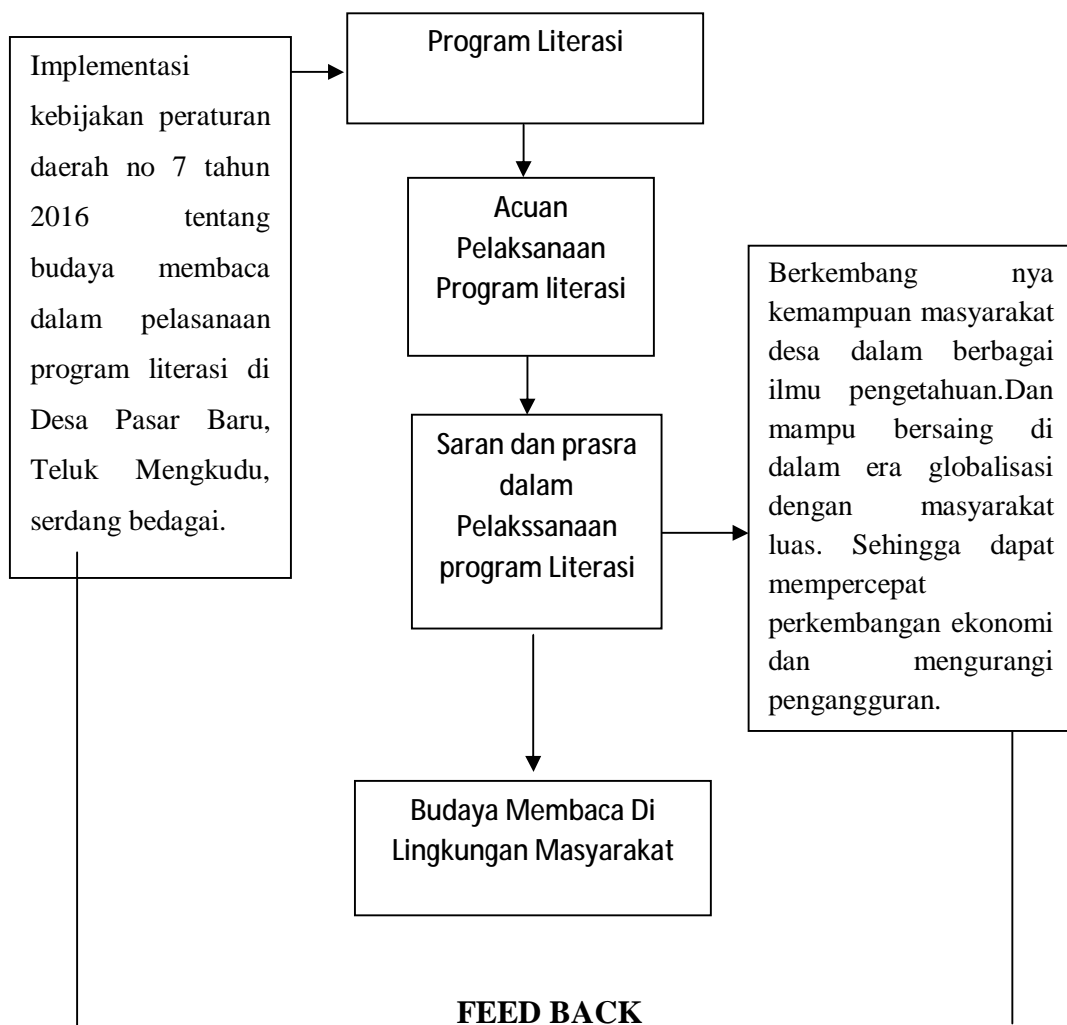 Implementasi
kebijakan peraturan
daerah no 7 tahun
2016 tentang
budaya membaca
dalam pelasanaan
program literasi di
Desa Pasar Baru,
Teluk Mengkudu,
serdang bedagai.
Program Literasi
Acuan
Pelaksanaan
Program literasi
Saran dan prasra
dalam
Pelakssanaan
program Literasi
Berkembang nya
kemampuan masyarakat
desa dalam berbagai
ilmu pengetahuan.Dan
mampu bersaing di
dalam era globalisasi
dengan masyarakat
luas. Sehingga dapat
mempercepat
perkembangan ekonomi
dan mengurangi
pengangguran.
Budaya Membaca Di
Lingkungan Masyarakat
FEED BACK